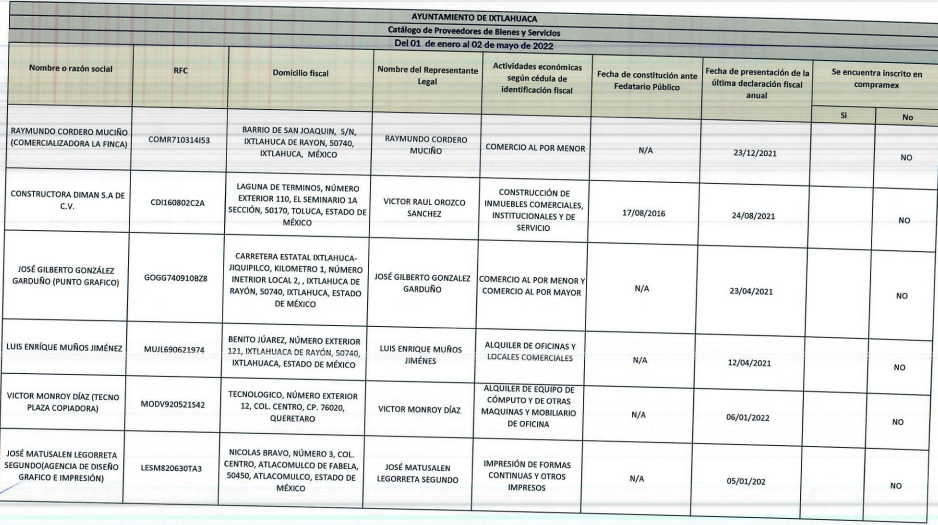 AYUNTAMIENTO DE IXTLAHUACA
Catálogo de Proveedores de Bienes y Servicios
Del 01 de enero al 02 de mayo de 2022
Nombre o razón social
RFC
Domicilio fiscal
Nombre del Representante
Legal
Actividades económicas
según cédula de
identificación fiscal
Fecha de constitución ante
Fedatario Público
Fecha de presentación de la
última declaración fiscal
anual
Se encuentra inscrito en
compramex
Si
No
RAYMUNDO CORDERO MUCIÑO
(COMERCIALIZADORA LA FINCA)
COMR710314I53
BARRIO DE SAN JOAQUIN, S/N,
IXTLAHUCA DE RAYON, 50740,
IXTLAHUCA, MÉXICO
RAYMUNDO CORDERO
MUCIÑO
COMERCIO AL POR MENOR
N/A
23/12/2021
NO
CONSTRUCTORA DIMAN S.A DE
C.V.
CDI160802C2A
LAGUNA DE TERMINOS, NÚMERO
EXTERIOR 110, EL SEMINARIO 1A
SECCIÓN, 50170, TOLUCA, ESTADO DE
MÉXICO
VICTOR RAUL OROZCO
SANCHEZ
CONSTRUCCIÓN DE
INMUEBLES COMERCIALES,
INSTITUCIONALES Y DE
SERVICIO
17/08/2016
24/08/2021
NO
JOSÉ GILBERTO GONZÁLEZ
GARDUÑO (PUNTO GRAFICO)
GOGG740910BZ8
CARRETERA ESTATAL IXTLAHUCA-
JIQUIPILCO, KILOMETRO 1, NÚMERO
INETRIOR LOCAL 2, , IXTLAHUCA DE
RAYÓN, 50740, IXTLAHUCA, ESTADO
DE MÉXICO
JOSÉ GILBERTO GONZALEZ
GARDUÑO
COMERCIO AL POR MENOR Y
COMERCIO AL POR MAYOR
N/A
23/04/2021
NO
LUIS ENRÍQUE MUÑOS JIMÉNEZ
MUJL690621974
BENITO JÚAREZ, NÚMERO EXTERIOR
121, IXTLAHUACA DE RAYÓN, 50740,
IXTLAHUACA, ESTADO DE MÉXICO
LUIS ENRIQUE MUÑOS
JIMÉNES
ALQUILER DE OFICINAS Y
LOCALES COMERCIALES
N/A
12/04/2021
NO
VICTOR MONROY DÍAZ (TECNO
PLAZA COPIADORA)
MODV920521S42
TECNOLOGICO, NÚMERO EXTERIOR
12, COL. CENTRO, CP. 76020,
QUERETARO
VICTOR MONROY DÍAZ
ALQUILER DE EQUIPO DE
CÓMPUTO Y DE OTRAS
MAQUINAS Y MOBILIARIO
DE OFICINA
N/A
06/01/2022
NO
JOSÉ MATUSALEN LEGORRETA
SEGUNDO(AGENCIA DE DISEÑO
GRAFICO E IMPRESIÓN)
LESM820630TA3
NICOLAS BRAVO, NÚMERO 3, COL.
CENTRO, ATLACOMULCO DE FABELA,
50450, ATLACOMULCO, ESTADO DE
MÉXICO
JOSÉ MATUSALEN
LEGORRETA SEGUNDO
IMPRESIÓN DE FORMAS
CONTINUAS Y OTROS
IMPRESOS
N/A
05/01/202
NO